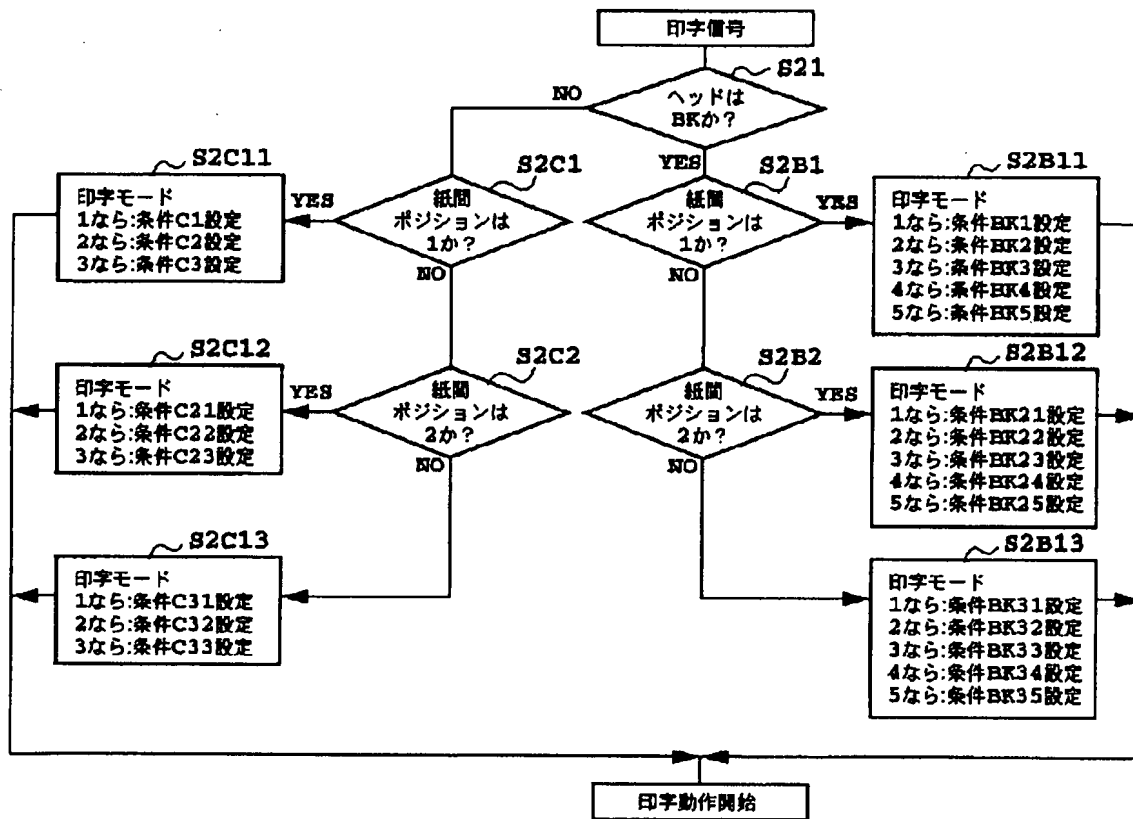 印字信号
S21
ヘッドは
BKか？
NO
YES
S2C11
印字モード
1なら:条件C1設定
2なら:条件C2設定
3なら:条件C3設定
YES
S2C1
紙間
ポジションは
1か？
NO
S2B1
紙間
ポジションは
1か？
YES
NO
S2B11
印字モード
1なら:条件BK1設定
2なら:条件BK2設定
3なら:条件BK3設定
4なら:条件BK4設定
5なら:条件BK5設定
S2C12
印字モード
1なら:条件C21設定
2なら:条件C22設定
3なら:条件C23設定
YES
S2C2
紙間
ポジションは
2か？
NO
S2B2
紙間
ポジションは
2か？
YES
NO
S2B12
印字モード
1なら:条件BK21設定
2なら:条件BK22設定
3なら:条件BK23設定
4なら:条件BK24設定
5なら:条件BK25設定
S2C13
印字モード
1なら:条件C31設定
2なら:条件C32設定
3なら:条件C33設定
S2B13
印字モード
1なら:条件BK31設定
2なら:条件BK32設定
3なら:条件BK33設定
4なら:条件BK34設定
5なら:条件BK35設定
印字動作開始